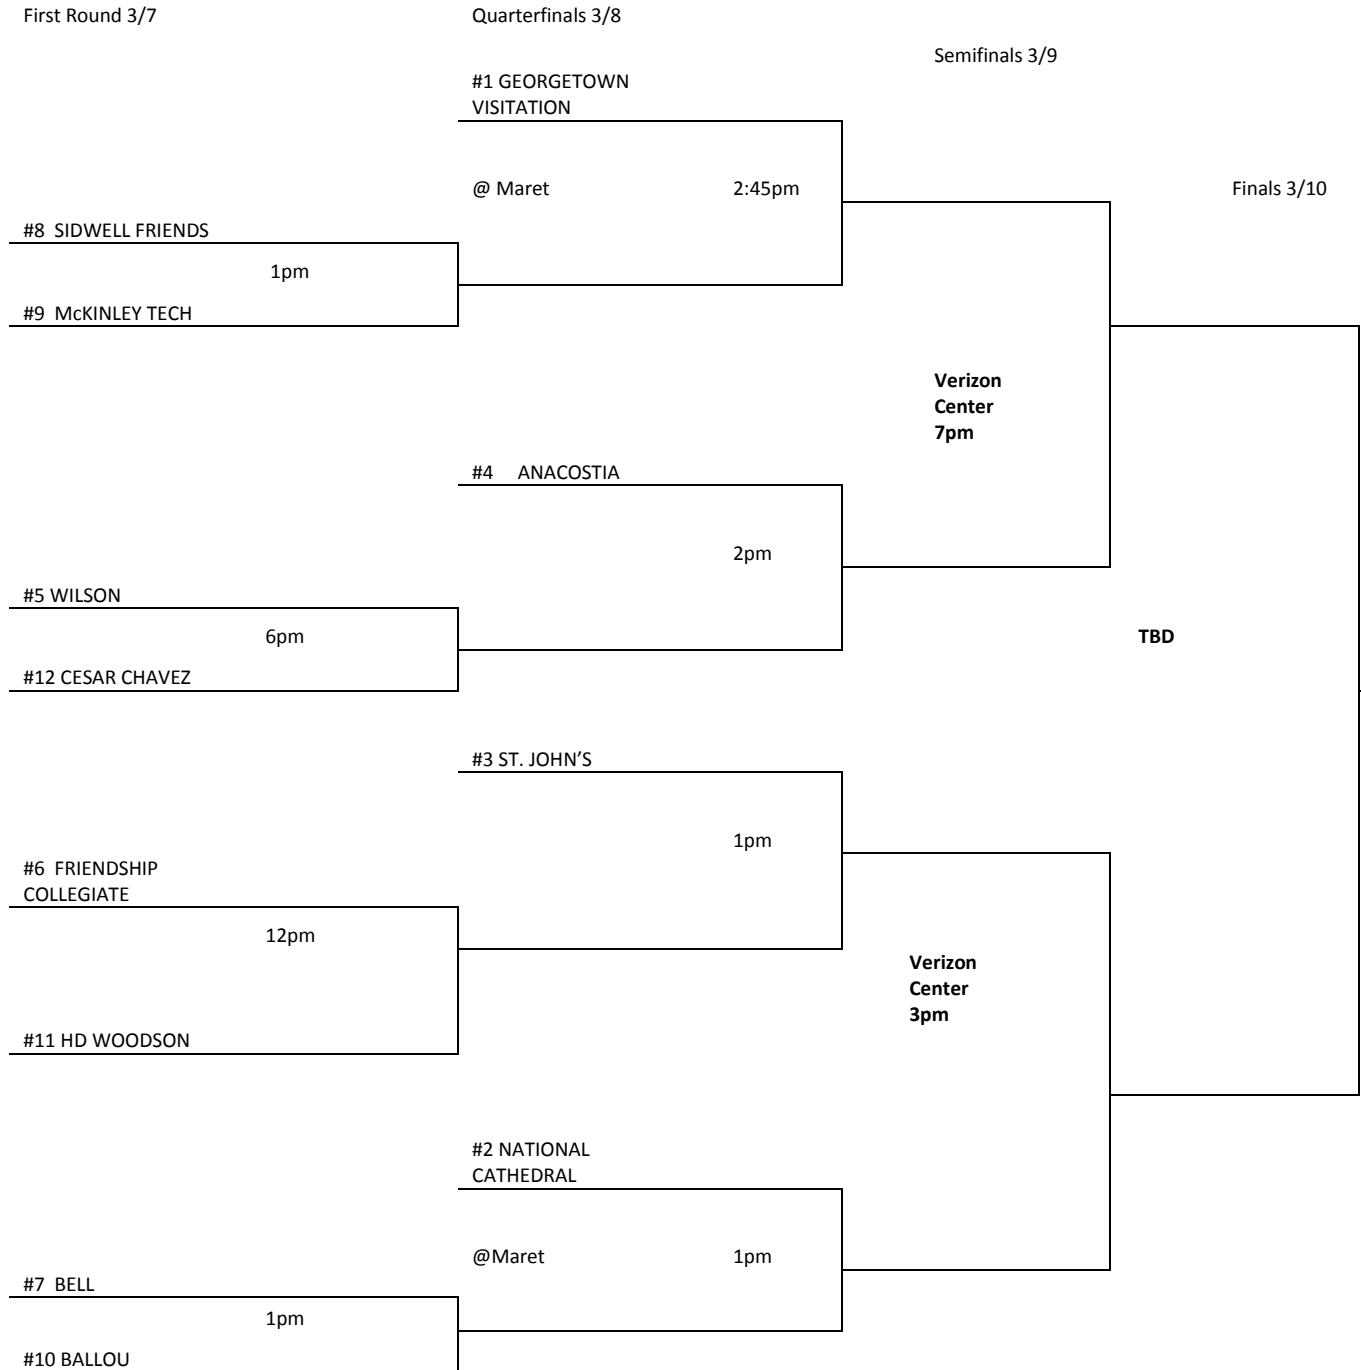 First Round 3/7
Quarterfinals 3/8
Semifinals 3/9
#1 GEORGETOWN
VISITATION
@ Maret 2:45pm
Finals 3/10
#8 SIDWELL FRIENDS
1pm
#9 McKINLEY TECH
Verizon
Center
7pm
#4 ANACOSTIA
2pm
#5 WILSON
6pm
TBD
#12 CESAR CHAVEZ
#3 ST. JOHN’S
1pm
#6 FRIENDSHIP
COLLEGIATE
12pm
Verizon
Center
3pm
#11 HD WOODSON
#2 NATIONAL
CATHEDRAL
@Maret 1pm
#7 BELL
1pm
#10 BALLOU